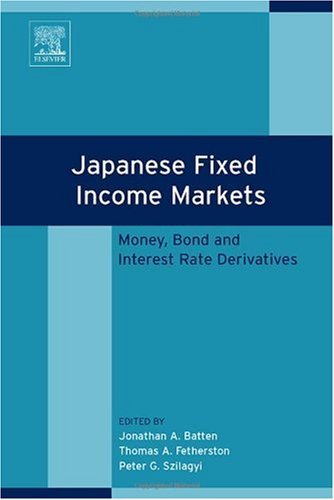 ELSEVIER
Japanese Fixed
Income Markets
Money, Bond and
Interest Rate Derivatives
EDITED BY
Jonathan A. Batten
Thomas A. Fetherston
Peter G. Szilagyi